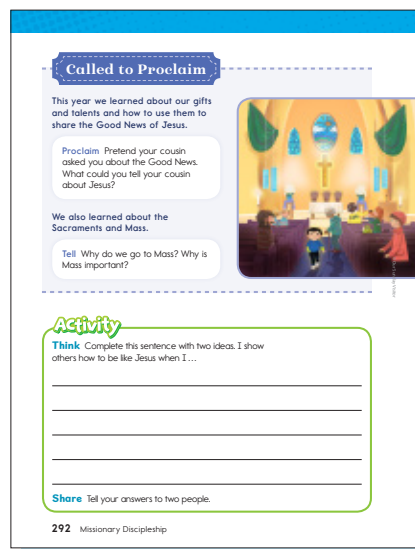 Called to Proclaim
This year we learned about our gifts
and talents and how to use them to
share the Good News of Jesus.
Proclaim Pretend your cousin
asked you about the Good News.
What could you tell your cousin
about Jesus?
We also learned about the
Sacraments and Mass.
Tell Why do we go to Mass? Why is
Mass important?
Activity
Think Complete this sentence with two ideas. I show
others how to be like Jesus when I ...
Share Tell your answers to two people.
292 Missionary Discipleship